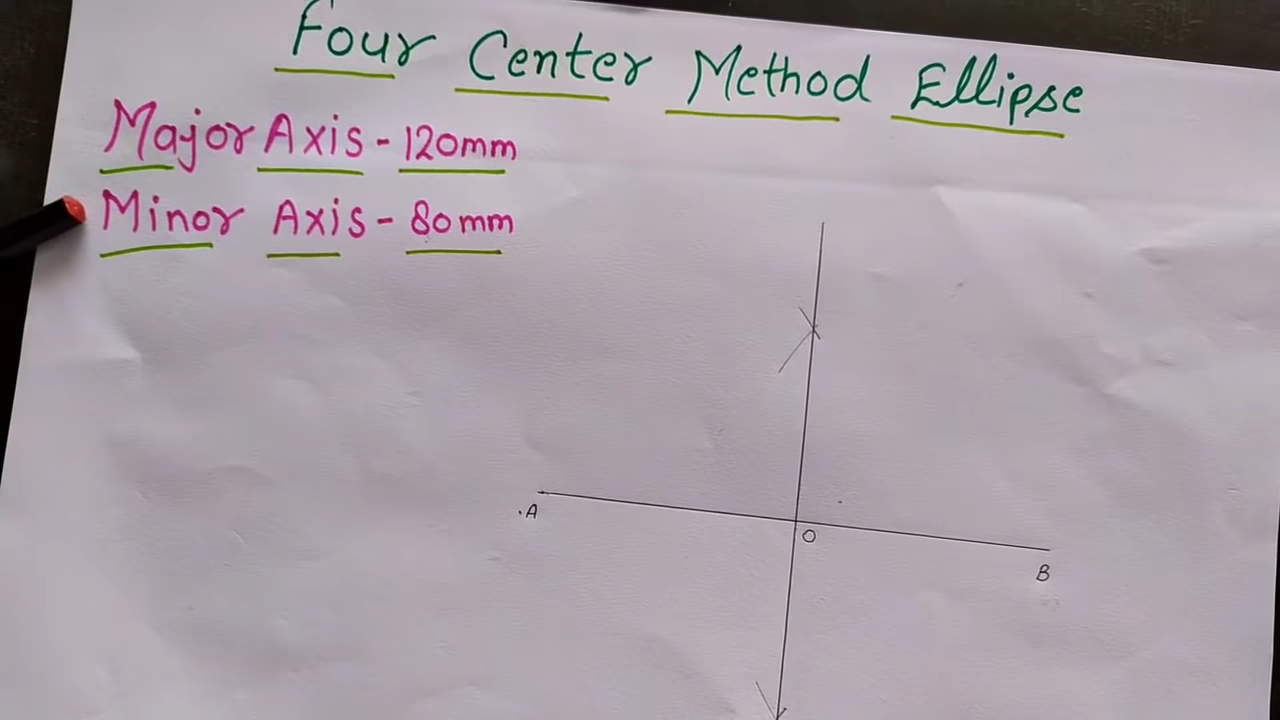 Four Center Method Ellipse
Major Axis - 120mm
Minor Axis - 80mm
.A
O
B